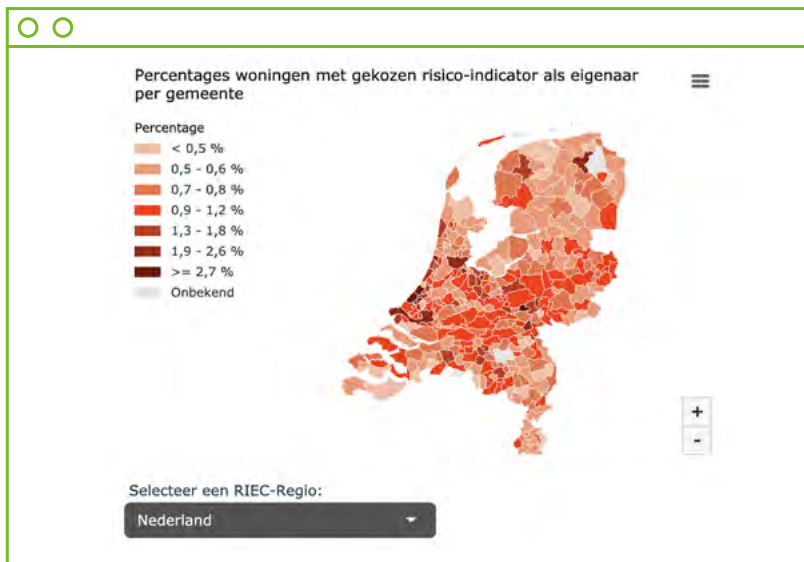 Percentages woningen met gekozen risico-indicator als eigenaar
per gemeente
Percentage
< 0,5 %
0,5 - 0,6 %
0,7 - 0,8 %
0,9 - 1,2 %
1,3 - 1,8 %
1,9 - 2,6 %
>= 2,7 %
Onbekend
+
-
Selecteer een RIEC-Regio:
Nederland